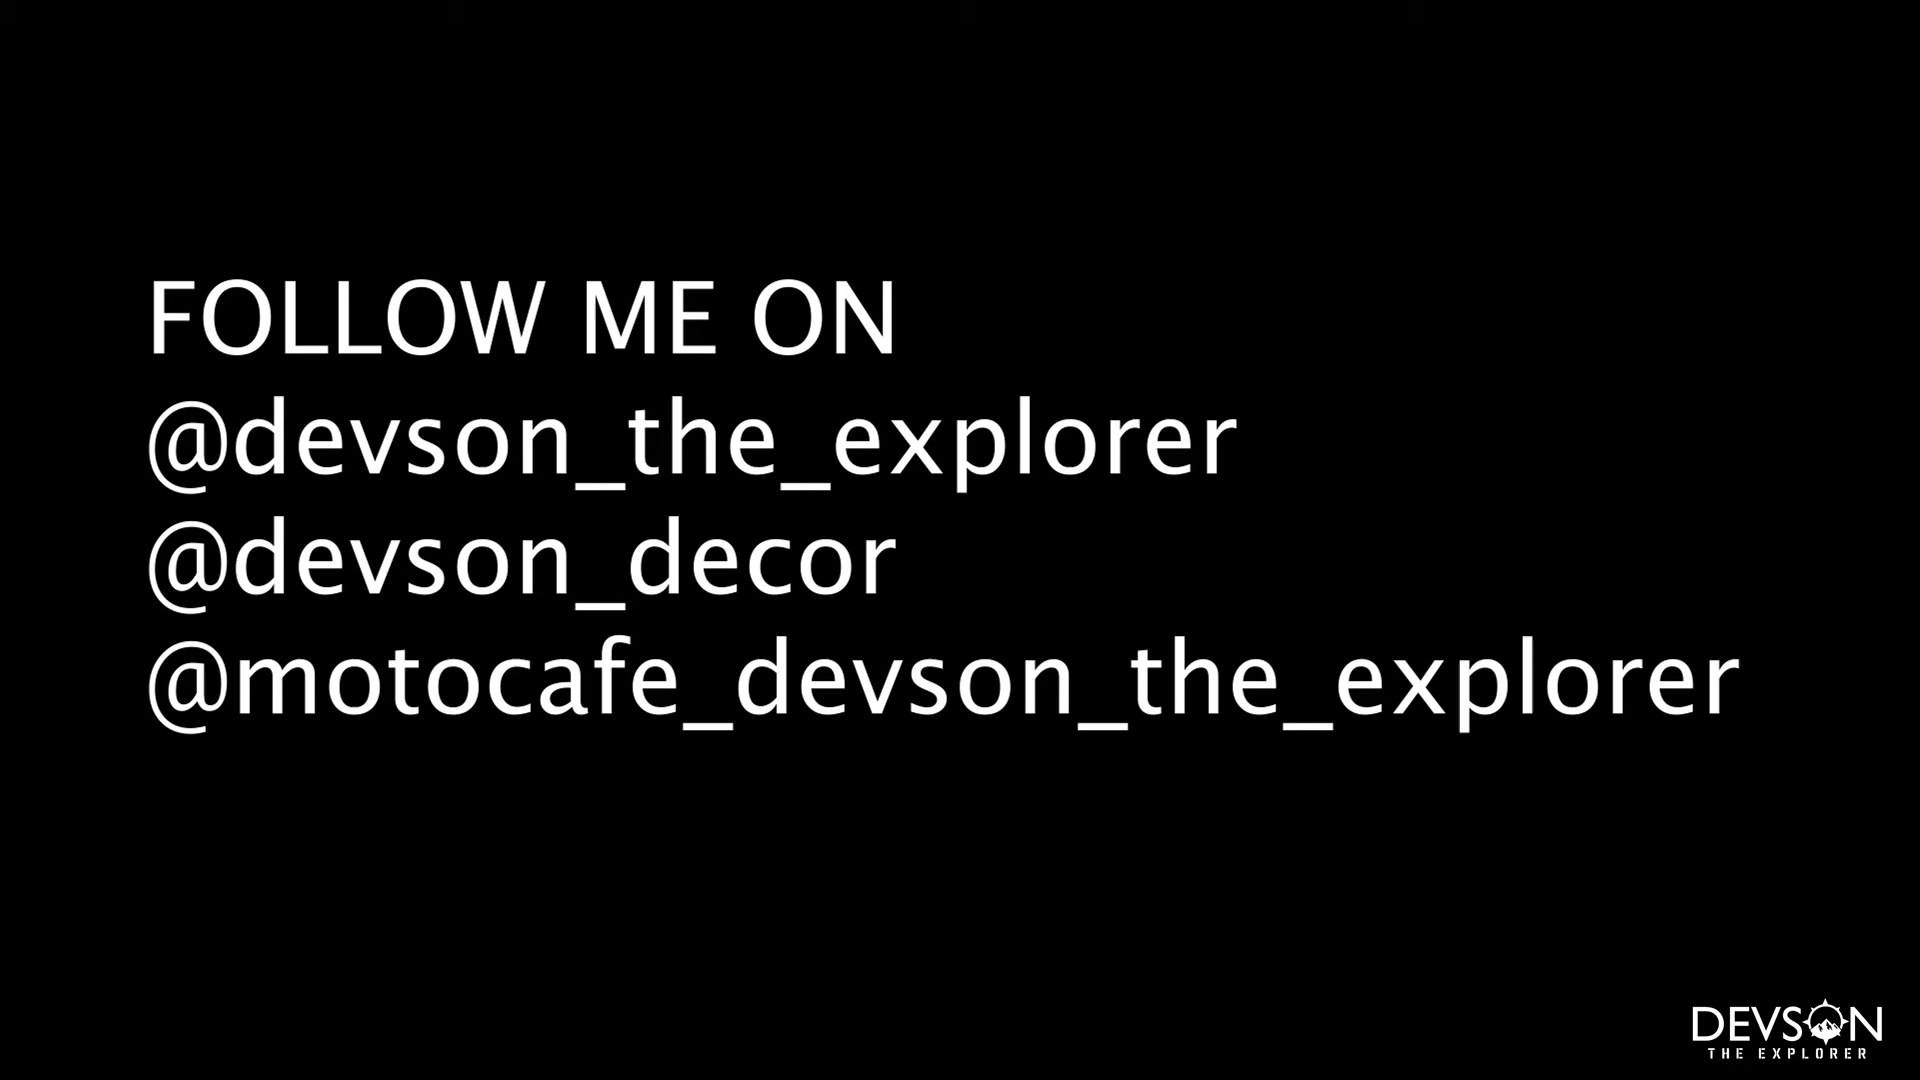 FOLLOW ME ON
@devson_the_explorer
@devson_decor
@motocafe_devson_the_explorer
DEVSON
THE EXPLORER